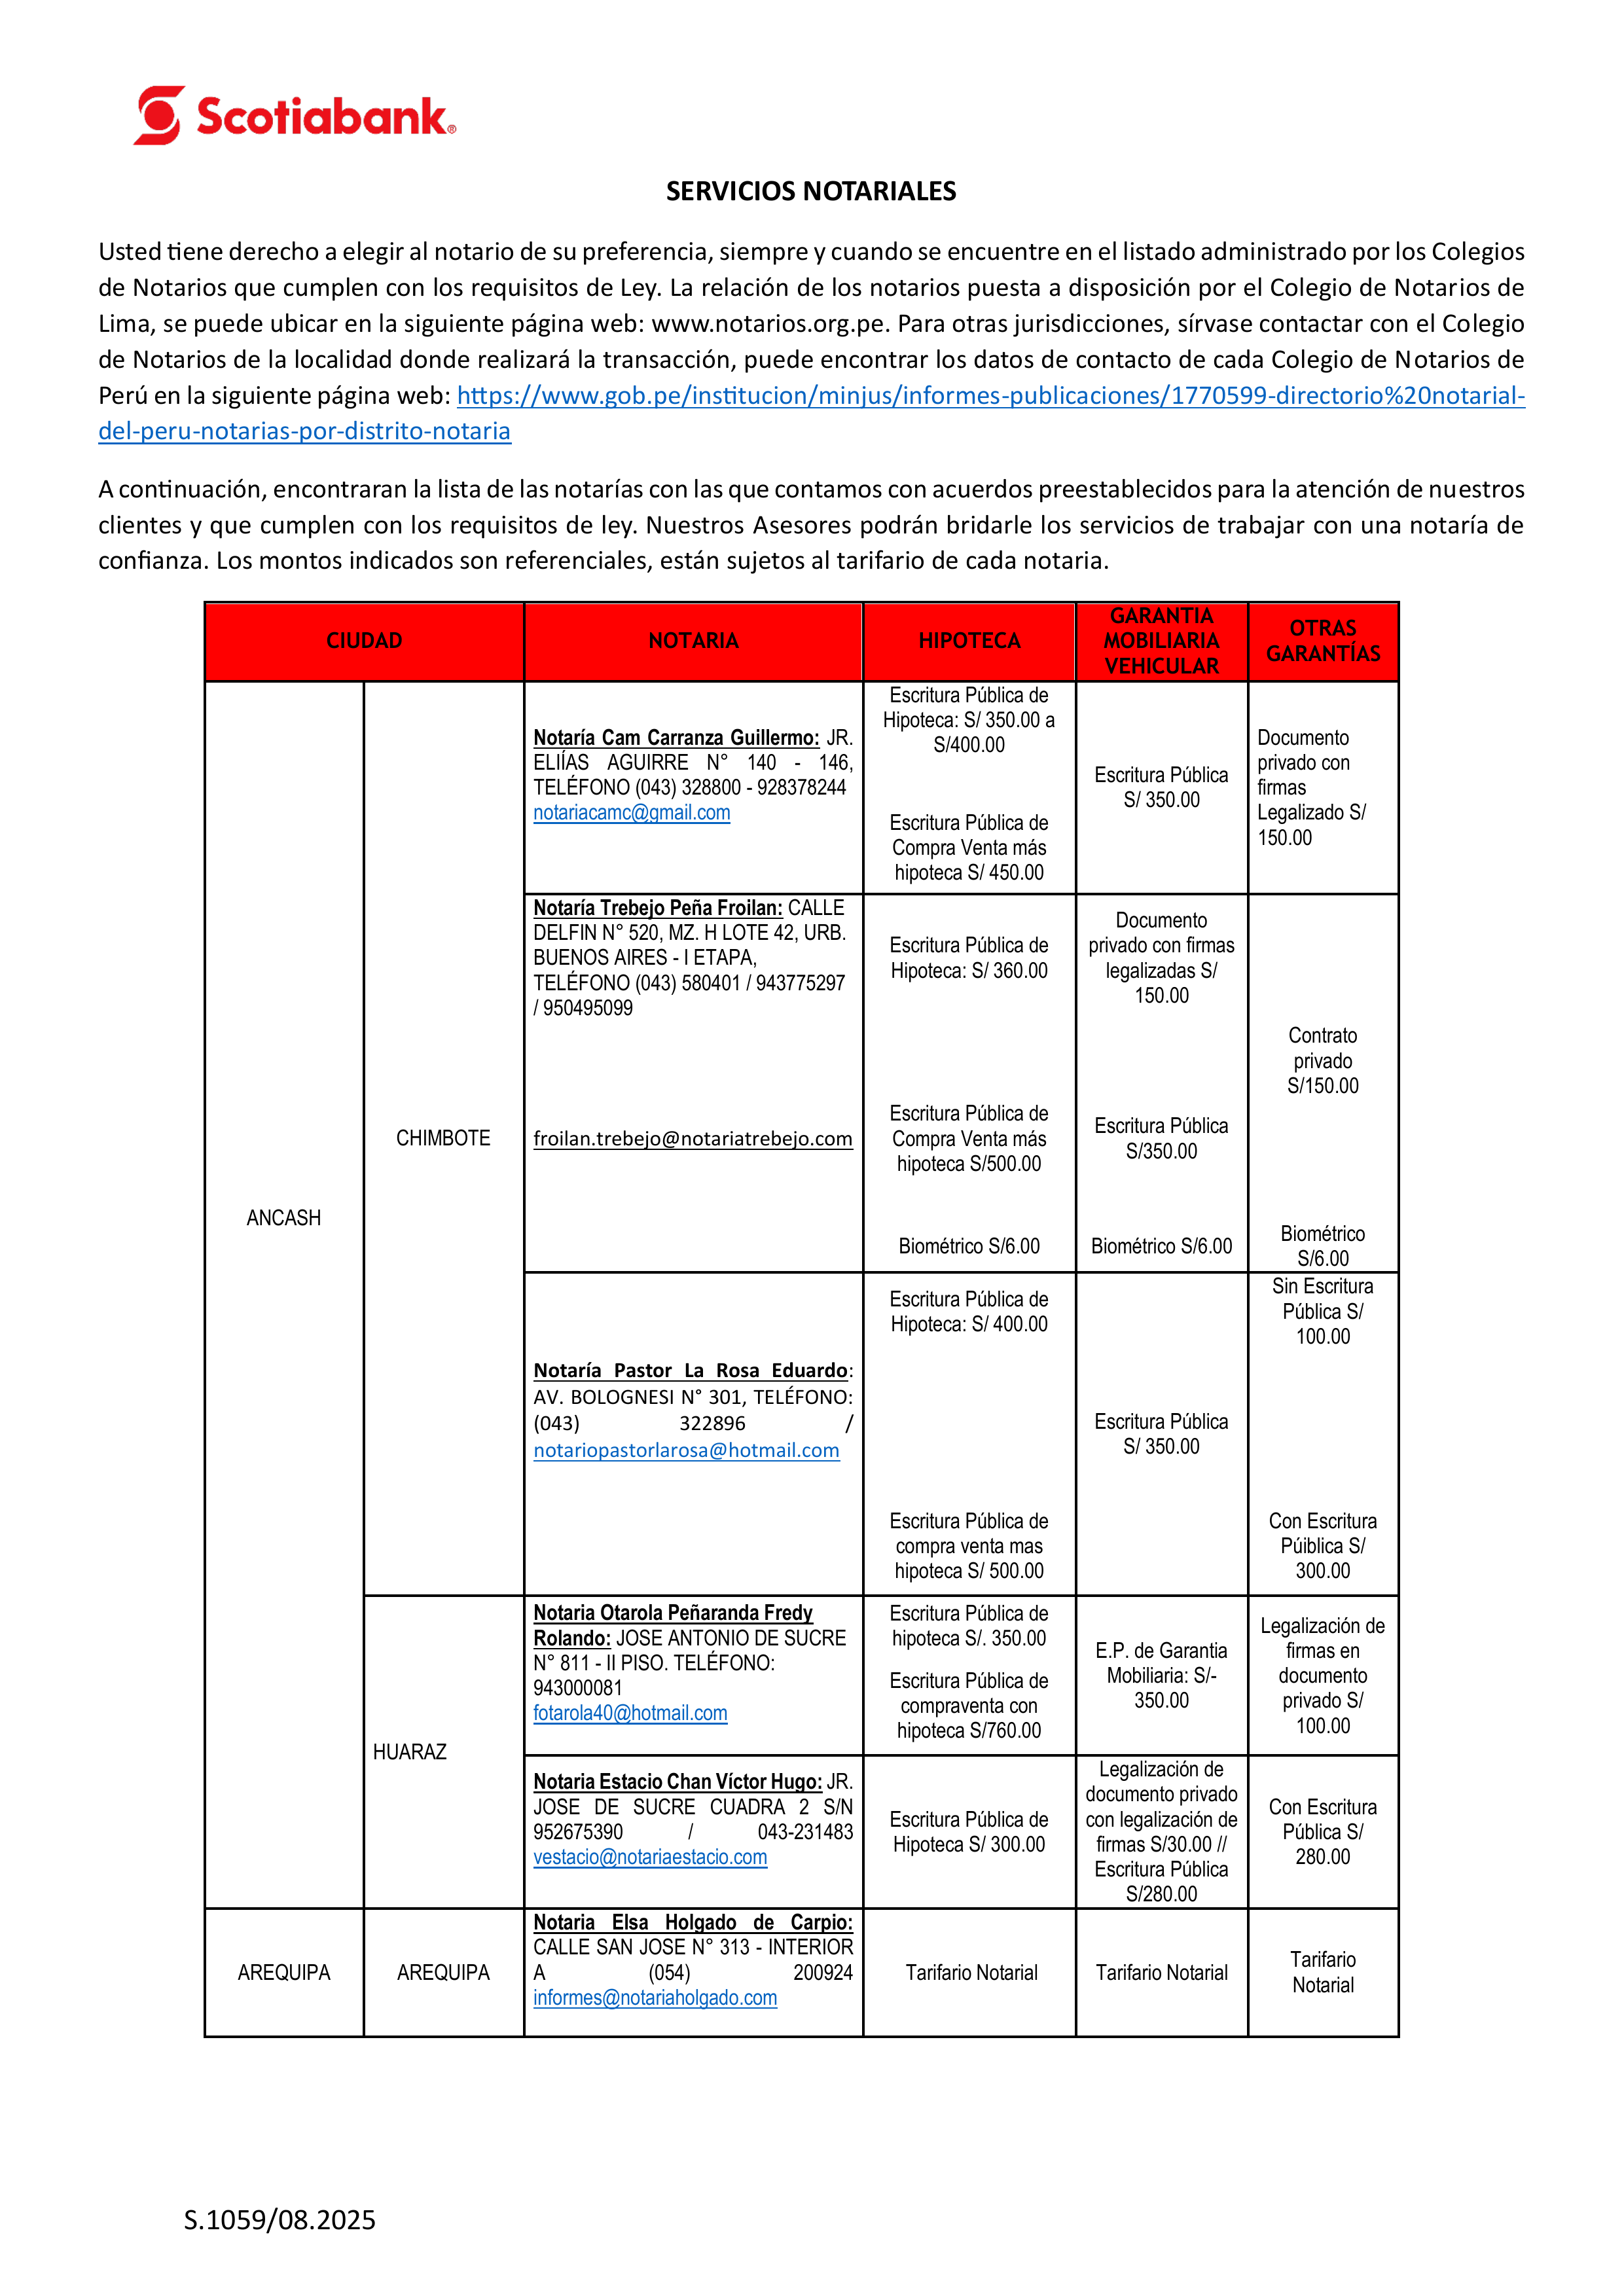 Scotiabank®
SERVICIOS NOTARIALES
Usted tiene derecho a elegir al notario de su preferencia, siempre y cuando se encuentre en el listado administrado por los Colegios
de Notarios que cumplen con los requisitos de Ley. La relación de los notarios puesta a disposición por el Colegio de Notarios de
Lima, se puede ubicar en la siguiente página web: www.notarios.org.pe. Para otras jurisdicciones, sírvase contactar con el Colegio
de Notarios de la localidad donde realizará la transacción, puede encontrar los datos de contacto de cada Colegio de Notarios de
Perú en la siguiente página web: https://www.gob.pe/institucion/minjus/informes-publicaciones/1770599-directorio%20notarial-
del-peru-notarias-por-distrito-notaria
A continuación, encontraran la lista de las notarías con las que contamos con acuerdos preestablecidos para la atención de nuestros
clientes y que cumplen con los requisitos de ley. Nuestros Asesores podrán bridarle los servicios de trabajar con una notaría de
confianza. Los montos indicados son referenciales, están sujetos al tarifario de cada notaria.
CIUDAD
NOTARIA
HIPOTECA
GARANTIA
MOBILIARIA
VEHICULAR
OTRAS
GARANTÍAS
ANCASH
CHIMBOTE
Notaría Cam Carranza Guillermo: JR.
ELIÍAS AGUIRRE N° 140 - 146,
TELÉFONO (043) 328800 - 928378244
notariacamc@gmail.com
Escritura Pública de
Hipoteca: S/ 350.00 a
S/400.00
Escritura Pública de
Compra Venta más
hipoteca S/ 450.00
Escritura Pública
S/ 350.00
Documento
privado con
firmas
Legalizado S/
150.00
Notaría Trebejo Peña Froilan: CALLE
DELFIN N° 520, MZ. H LOTE 42, URB.
BUENOS AIRES - I ETAPA,
TELÉFONO (043) 580401 / 943775297
/ 950495099
froilan.trebejo@notariatrebejo.com
Escritura Pública de
Hipoteca: S/ 360.00
Escritura Pública de
Compra Venta más
hipoteca S/500.00
Biométrico S/6.00
Documento
privado con firmas
legalizadas S/
150.00
Escritura Pública
S/350.00
Biométrico S/6.00
Contrato
privado
S/150.00
Biométrico
S/6.00
Notaría Pastor La Rosa Eduardo:
AV. BOLOGNESI N° 301, TELÉFONO:
(043) 322896 /
notariopastorlarosa@hotmail.com
Escritura Pública de
Hipoteca: S/ 400.00
Escritura Pública de
compra venta mas
hipoteca S/ 500.00
Escritura Pública
S/ 350.00
Sin Escritura
Pública S/
100.00
Con Escritura
Púiblica S/
300.00
HUARAZ
Notaria Otarola Peñaranda Fredy
Rolando: JOSE ANTONIO DE SUCRE
N° 811 - II PISO. TELÉFONO:
943000081
fotarola40@hotmail.com
Escritura Pública de
hipoteca S/. 350.00
Escritura Pública de
compraventa con
hipoteca S/760.00
E.P. de Garantia
Mobiliaria: S/-
350.00
Legalización de
firmas en
documento
privado S/
100.00
Notaria Estacio Chan Víctor Hugo: JR.
JOSE DE SUCRE CUADRA 2 S/N
952675390 / 043-231483
vestacio@notariaestacio.com
Escritura Pública de
Hipoteca S/ 300.00
Legalización de
documento privado
con legalización de
firmas S/30.00 //
Escritura Pública
S/280.00
Con Escritura
Pública S/
280.00
AREQUIPA
AREQUIPA
Notaria Elsa Holgado de Carpio:
CALLE SAN JOSE N° 313 - INTERIOR
A (054) 200924
informes@notariaholgado.com
Tarifario Notarial
Tarifario Notarial
Tarifario
Notarial
S.1059/08.2025